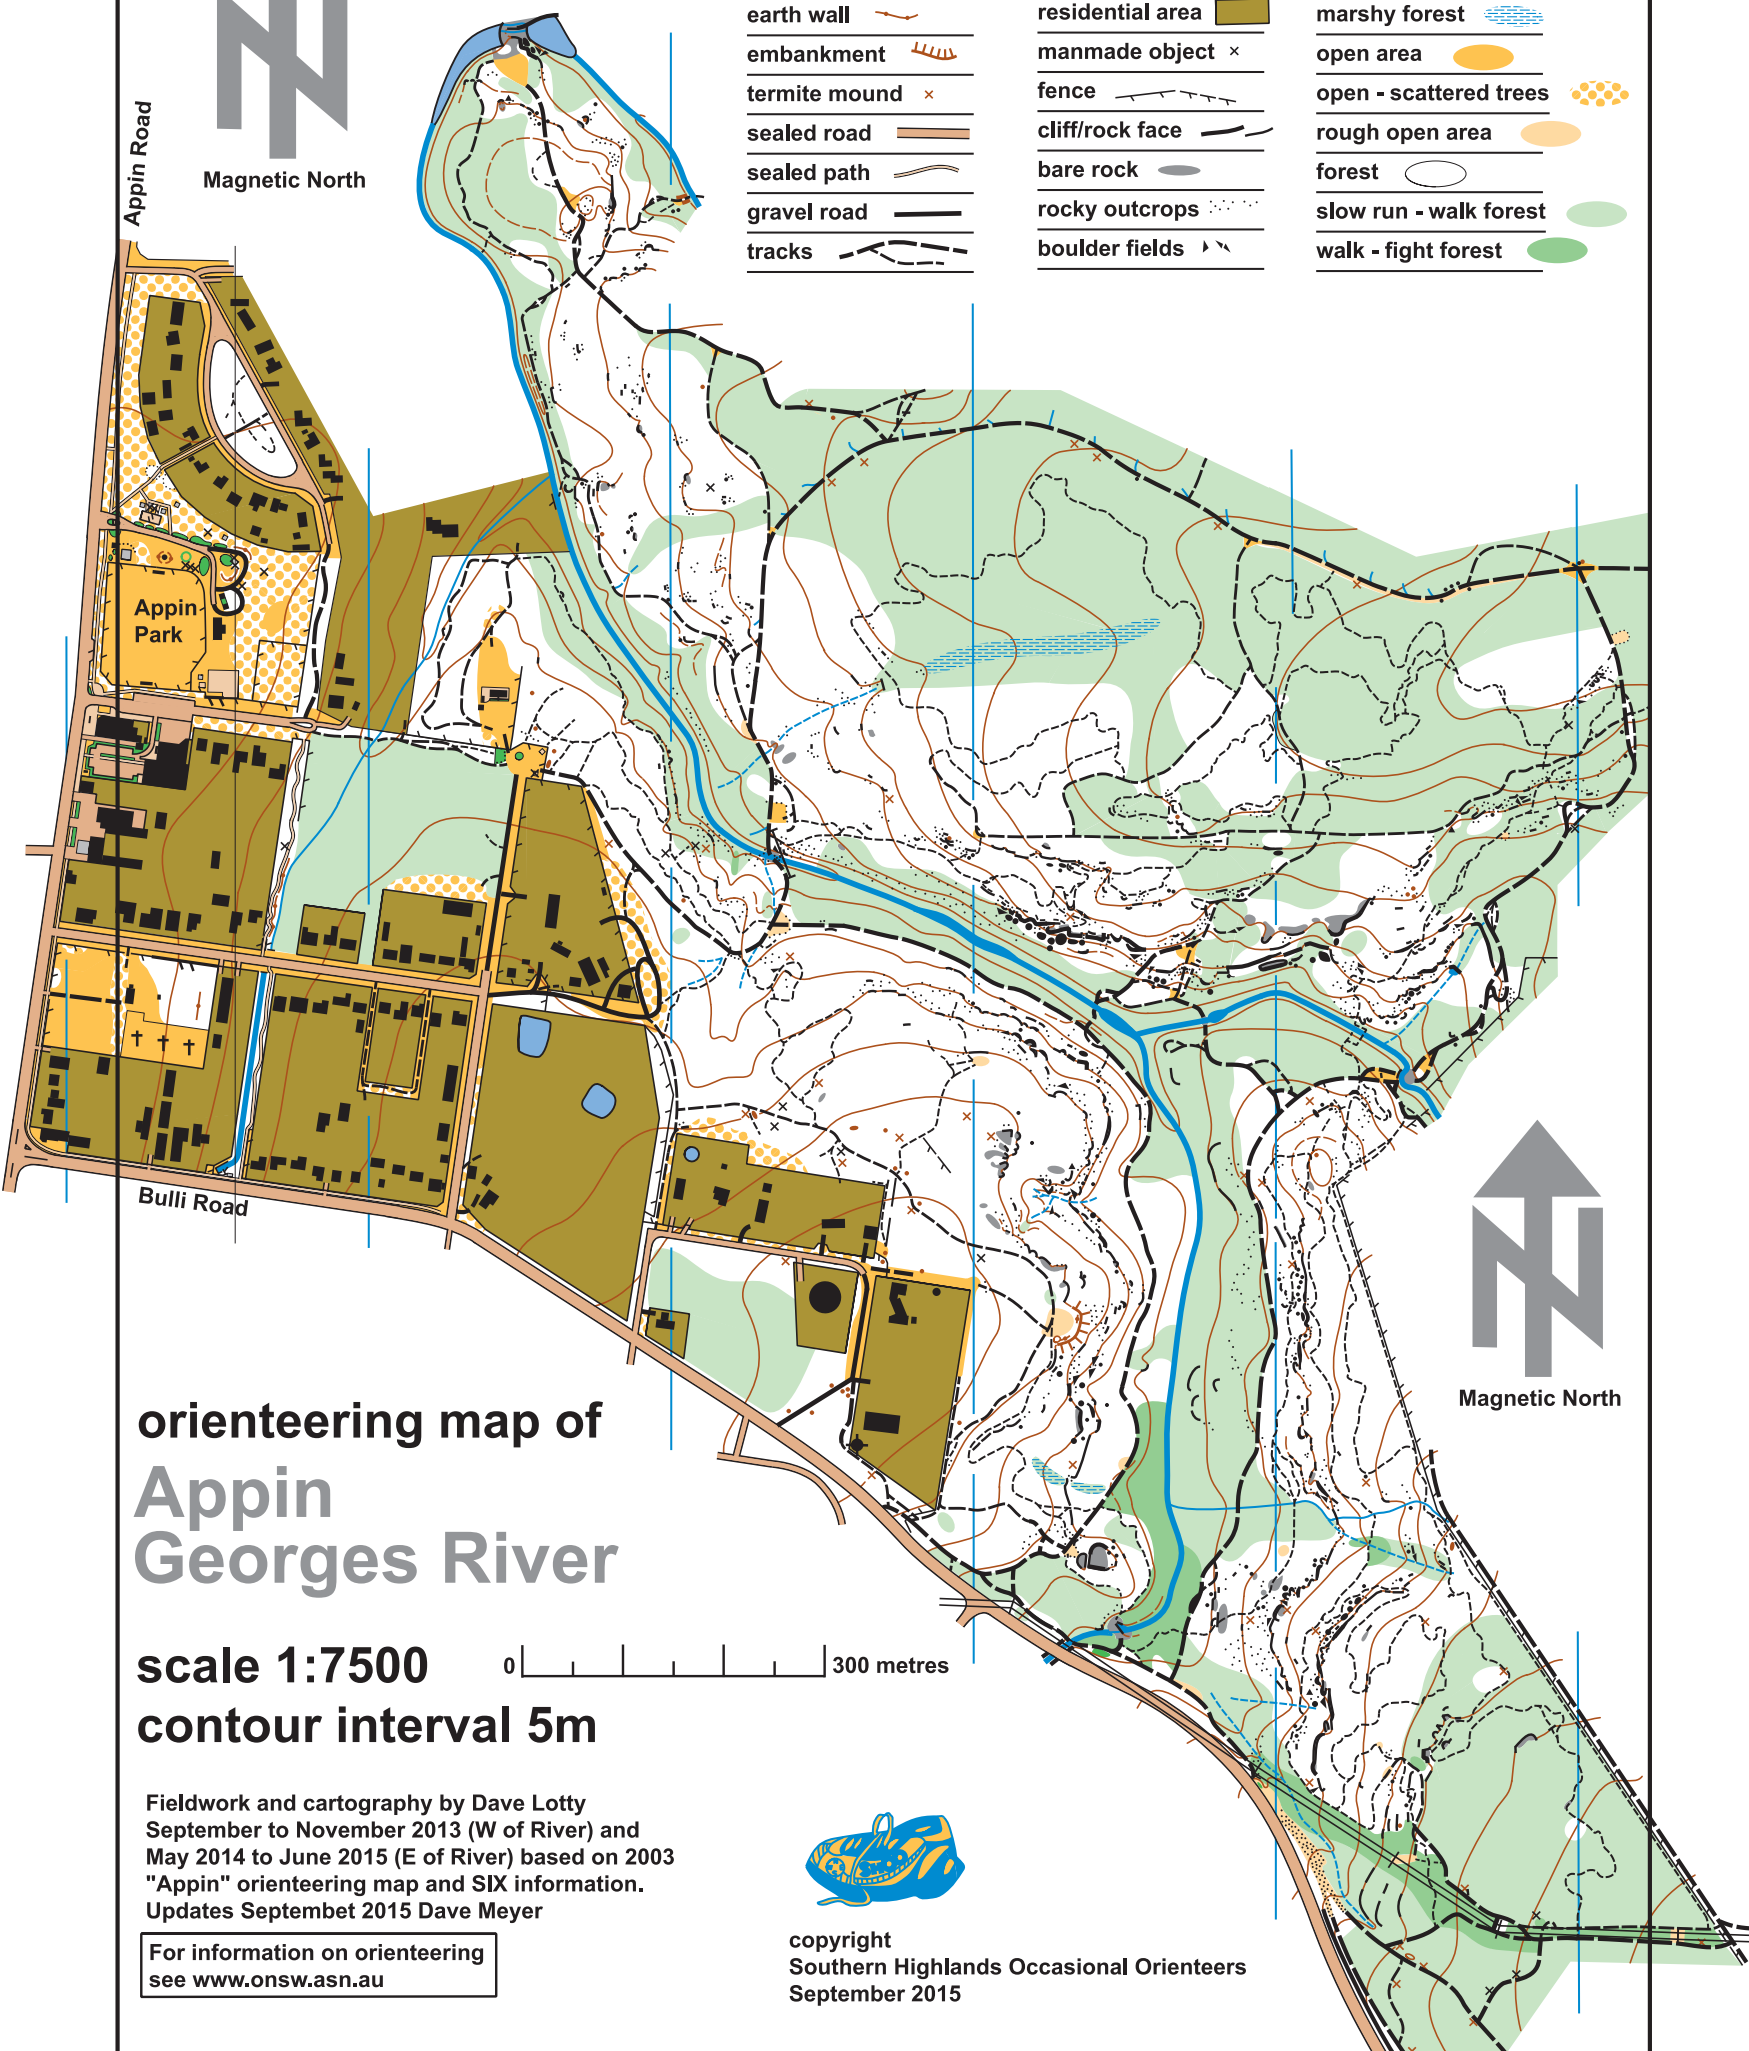 earth wall
embankment
termite mound
sealed road
sealed path
gravel road
tracks
residential area
manmade object
fence
cliff/rock face
bare rock
rocky outcrops
boulder fields
marshy forest
open area
open - scattered trees
rough open area
forest
slow run - walk forest
walk - fight forest
N
Magnetic North
Appin Road
Appin
Park
Bulli Road
N
Magnetic North
orienteering map of
Appin
Georges River
scale 1:7500
0 300 metres
contour interval 5m
Fieldwork and cartography by Dave Lotty
September to November 2013 (W of River) and
May 2014 to June 2015 (E of River) based on 2003
"Appin" orienteering map and SIX information.
Updates Septembet 2015 Dave Meyer
For information on orienteering
see www.onsw.asn.au
copyright
Southern Highlands Occasional Orienteers
September 2015